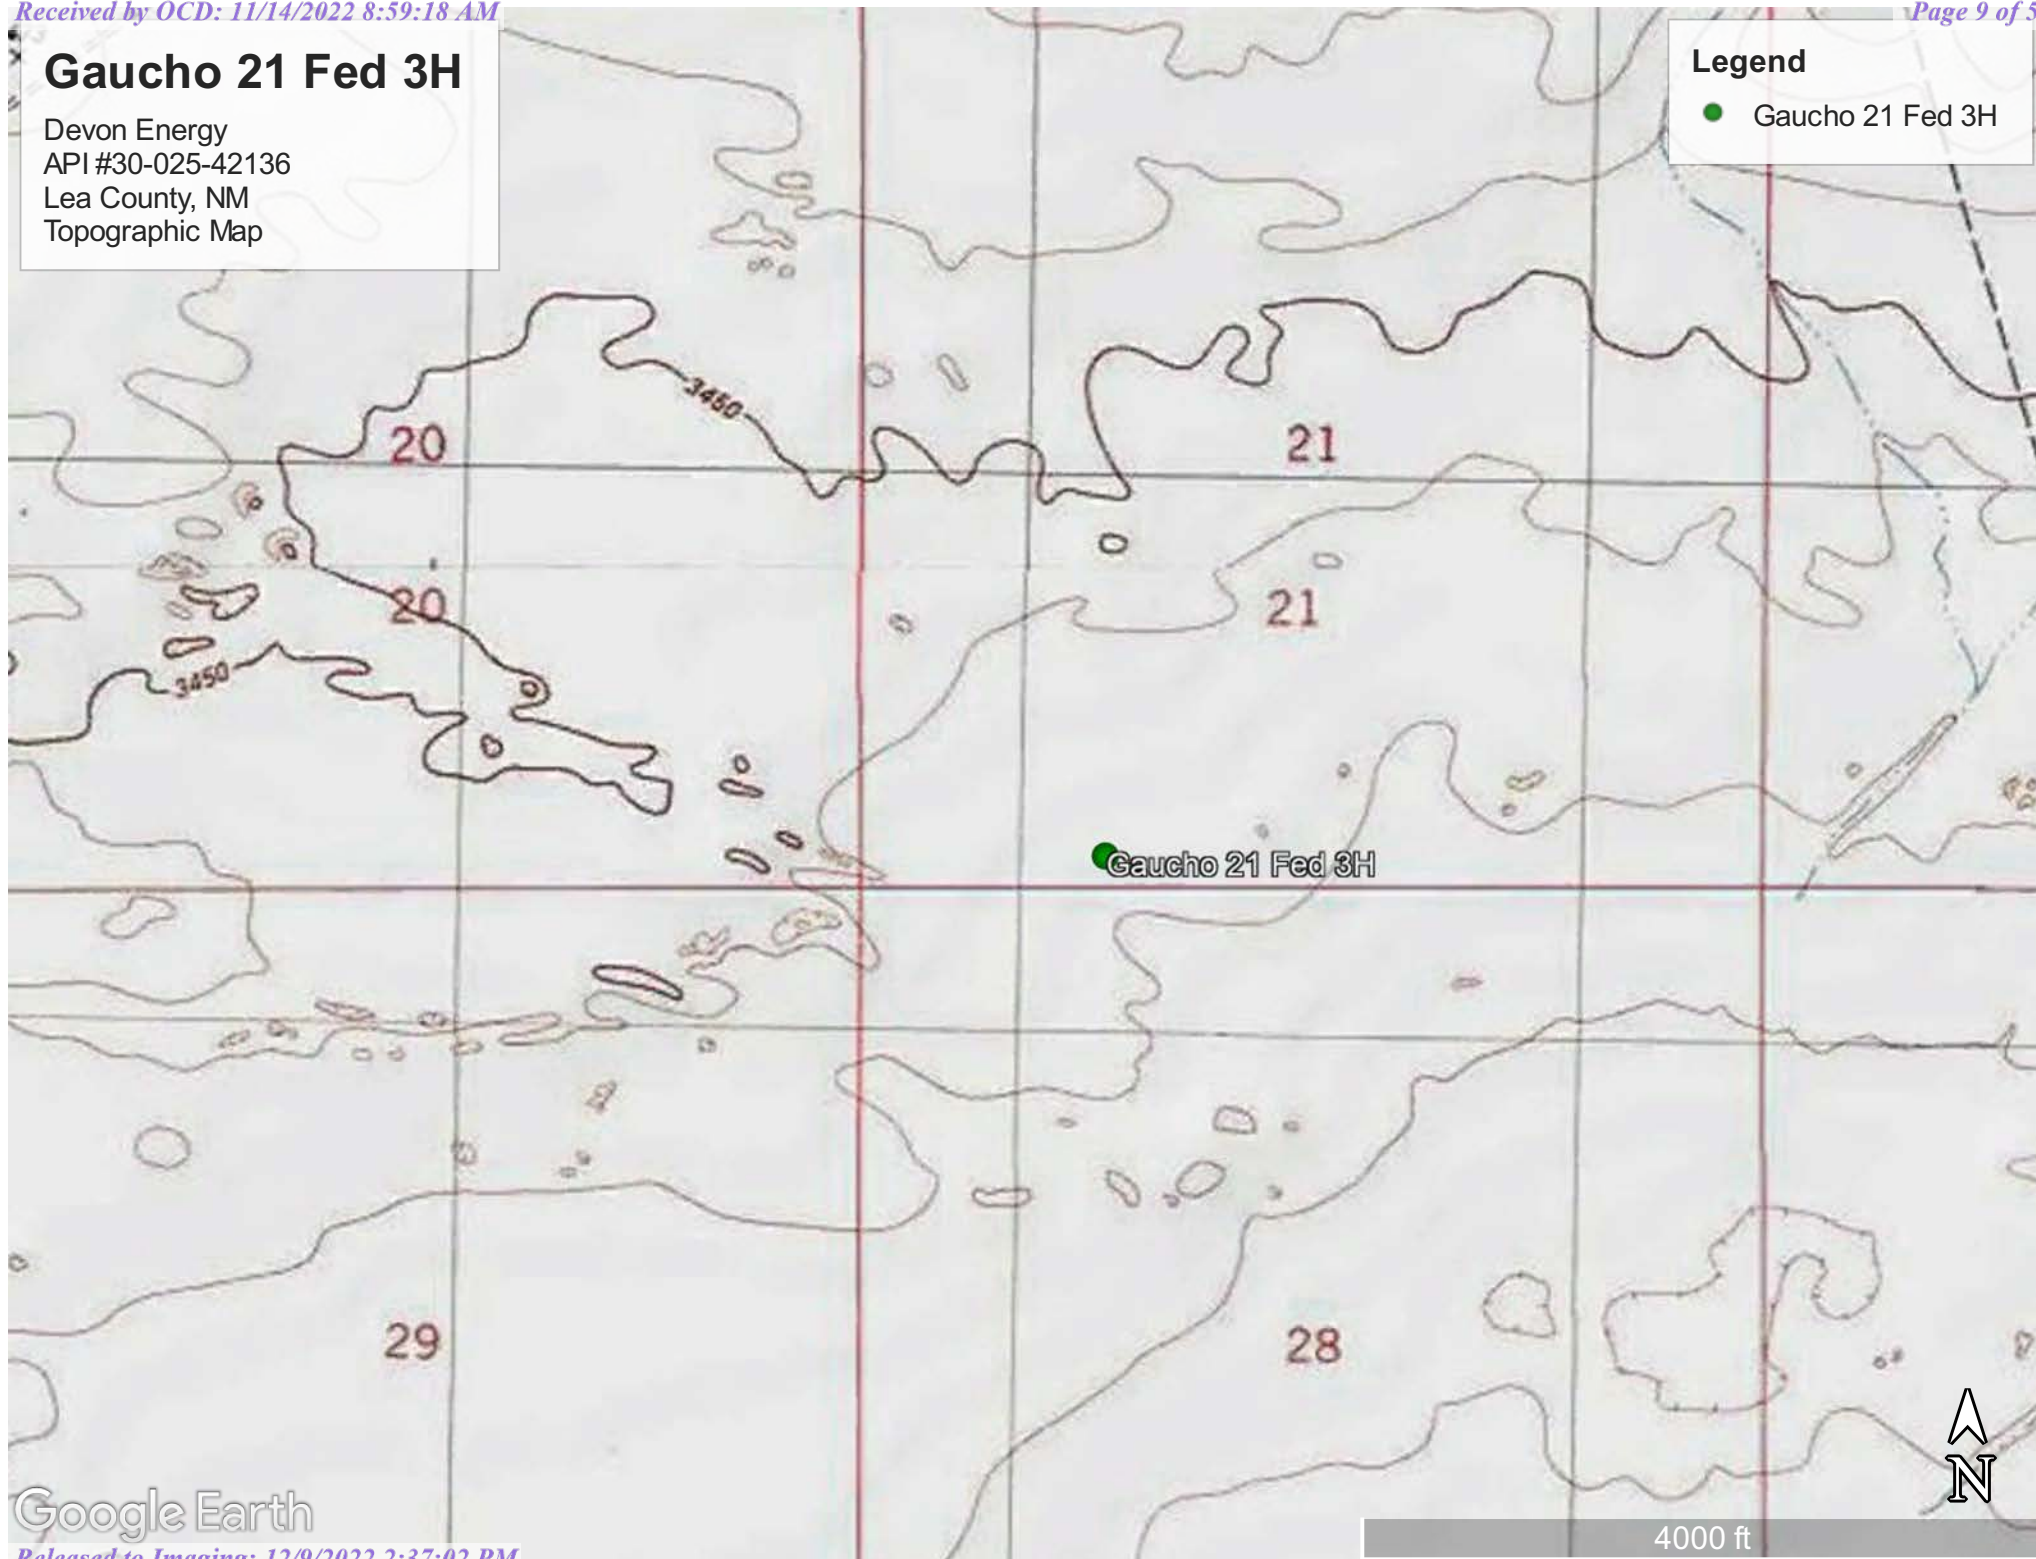 Received by OCD: 11/14/2022 8:59:18 AM
Page 9 of 5
Gaucho 21 Fed 3H
Devon Energy
API #30-025-42136
Lea County, NM
Topographic Map
Legend
Gaucho 21 Fed 3H
3450
20
21
20
21
3450
Gaucho 21 Fed 3H
29
28
N
Google Earth
4000 ft
Released to Imaging: 12/9/2022 2:37:02 PM